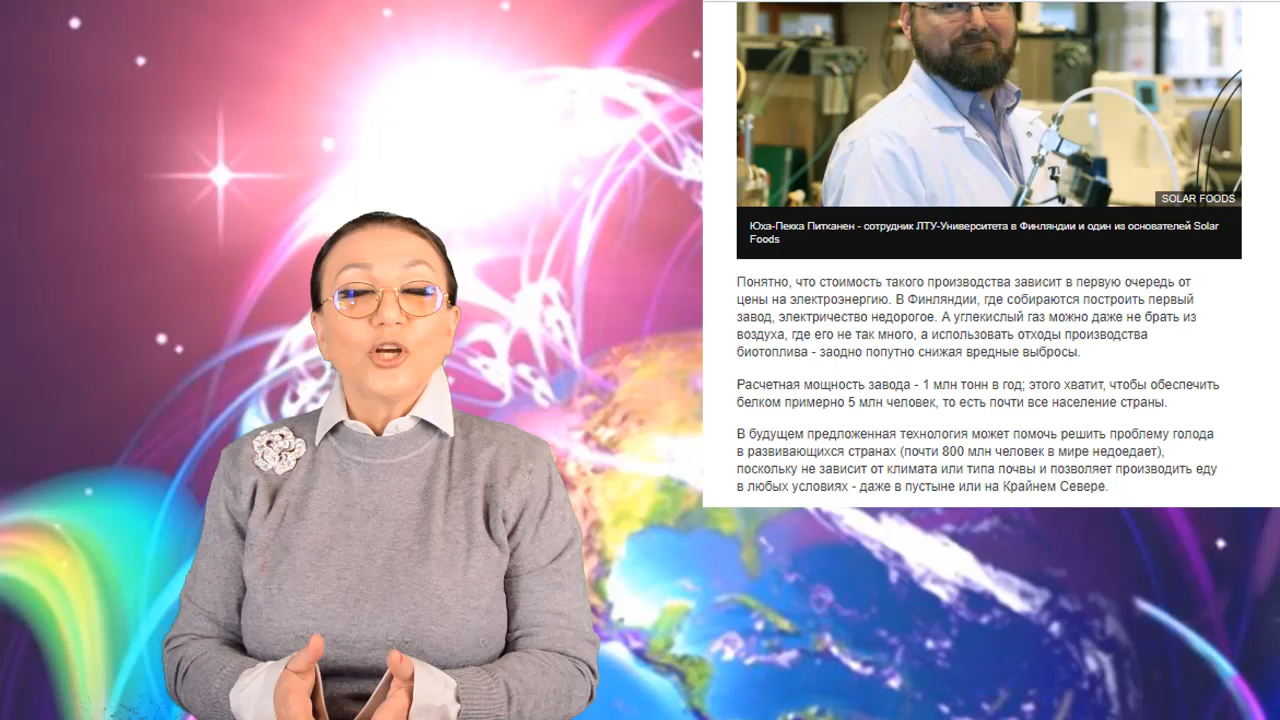 SOLAR FOODS
Юха-Пекка Питканен - сотрудник ЛТУ-Университета в Финляндии и один из основателей Solar
Foods
Понятно, что стоимость такого производства зависит в первую очередь от
цены на электроэнергию. В Финляндии, где собираются построить первый
завод, электричество недорогое. А углекислый газ можно даже не брать из
воздуха, где его не так много, а использовать отходы производства
биотоплива - заодно попутно снижая вредные выбросы.
Расчетная мощность завода - 1 млн тонн в год; этого хватит, чтобы обеспечить
белком примерно 5 млн человек, то есть почти все население страны.
В будущем предложенная технология может помочь решить проблему голода
в развивающихся странах (почти 800 млн человек в мире недоедает),
поскольку не зависит от климата или типа почвы и позволяет производить еду
в любых условиях - даже в пустыне или на Крайнем Севере.